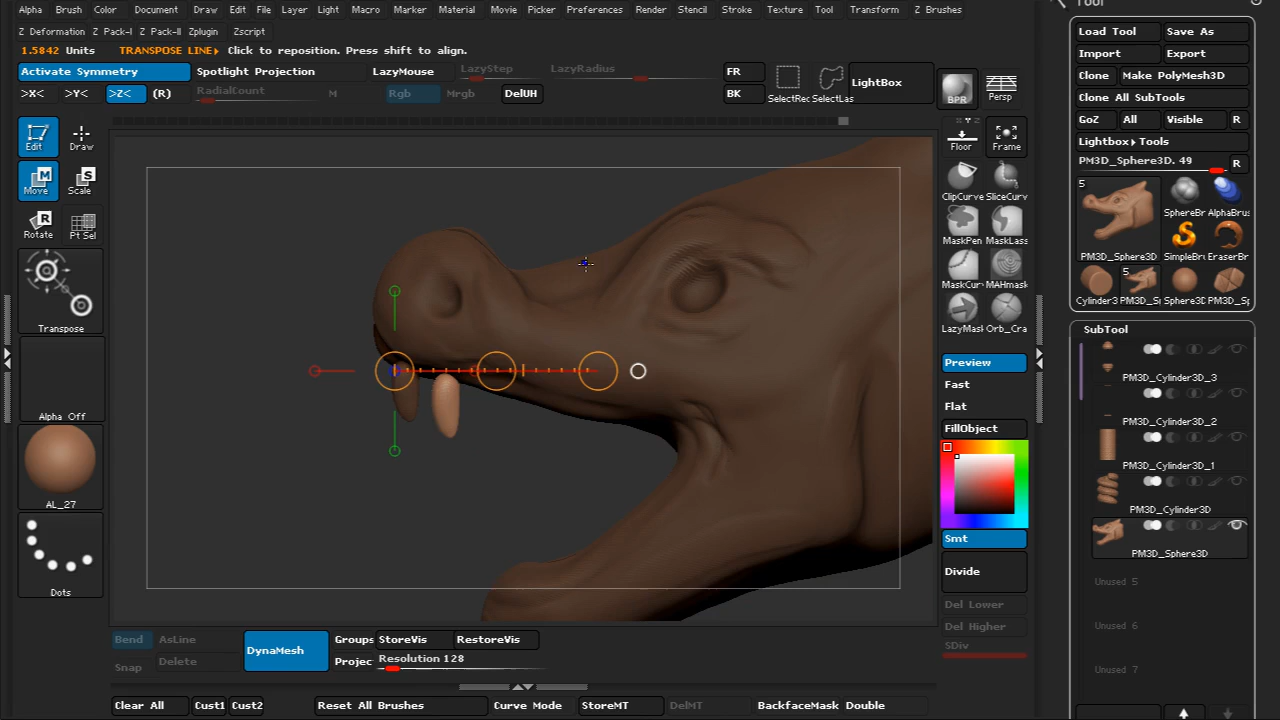 Alpha Brush Color Document Draw Edit File Layer Light Macro Marker Material Movie Picker Preferences Render Stencil Stroke Texture Tool Transform Z Brushes
Z Deformation Z Pack-I Z Pack-II Zplugin Zscript
1.5842 Units TRANSPOSE LINE▸ Click to reposition. Press shift to align.
Activate Symmetry Spotlight Projection LazyMouse LazyStep LazyRadius FR
>X< >Y< >Z< (R) RadialCount M Rgb Mrgb DelUH BK
SelectRec SelectLas LightBox BPR Persp
Edit Draw
Move Scale
Rotate Pt Sel
Transpose
Alpha Off
AL_27
Dots
Floor Frame
ClipCurve SliceCurv
MaskPen MaskLass
MaskCur MAHmask
LazyMask Orb_Cra
Preview
Fast
Flat
FillObject
Smt
Divide
Del Lower
Del Higher
SDiv
Tool
Load Tool Save As
Import Export
Clone Make PolyMesh3D
Clone All SubTools
GoZ All Visible R
Lightbox▸Tools
PM3D_Sphere3D. 49 R
5
SphereBr AlphaBrus
PM3D_Sphere3D SimpleBr EraserBr
5
Cylinder3 PM3D_S Sphere3D PM3D_Sp
SubTool
PM3D_Cylinder3D_3
PM3D_Cylinder3D_2
PM3D_Cylinder3D_1
PM3D_Cylinder3D
PM3D_Sphere3D
Unused 5
Unused 6
Unused 7
Bend AsLine DynaMesh Groups StoreVis RestoreVis
Snap Delete Projec Resolution 128
Clear All Cust1 Cust2 Reset All Brushes Curve Mode StoreMT DelMT BackfaceMask Double